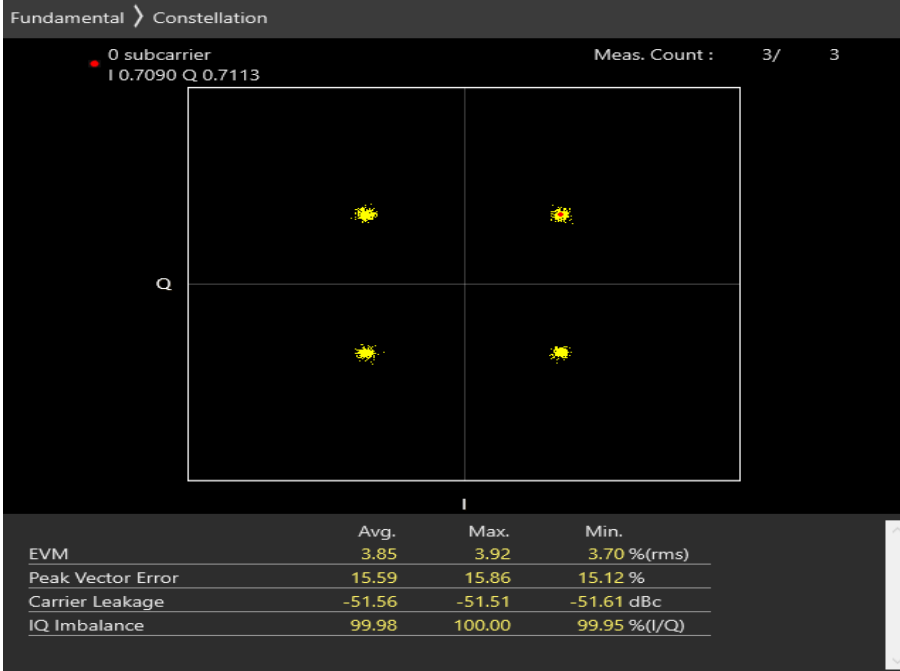 Fundamental 〉 Constellation
0 subcarrier Meas. Count : 3/ 3
I 0.7090 Q 0.7113
Q
I
Avg. Max. Min.
EVM 3.85 3.92 3.70 %(rms)
Peak Vector Error 15.59 15.86 15.12 %
Carrier Leakage -51.56 -51.51 -51.61 dBc
IQ Imbalance 99.98 100.00 99.95 %(I/Q)